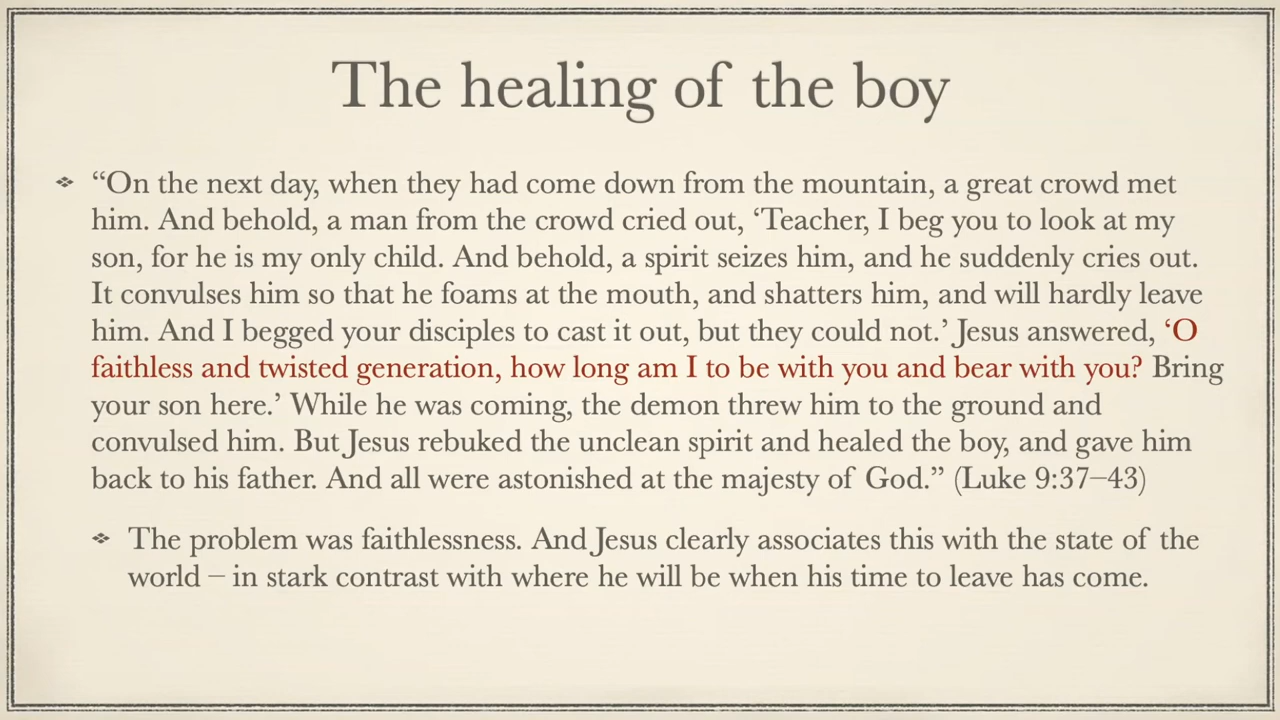 The healing of the boy
“On the next day, when they had come down from the mountain, a great crowd met
him. And behold, a man from the crowd cried out, ‘Teacher, I beg you to look at my
son, for he is my only child. And behold, a spirit seizes him, and he suddenly cries out.
It convulses him so that he foams at the mouth, and shatters him, and will hardly leave
him. And I begged your disciples to cast it out, but they could not.’ Jesus answered, ‘O
faithless and twisted generation, how long am I to be with you and bear with you? Bring
your son here.’ While he was coming, the demon threw him to the ground and
convulsed him. But Jesus rebuked the unclean spirit and healed the boy, and gave him
back to his father. And all were astonished at the majesty of God.” (Luke 9:37–43)
The problem was faithlessness. And Jesus clearly associates this with the state of the
world – in stark contrast with where he will be when his time to leave has come.